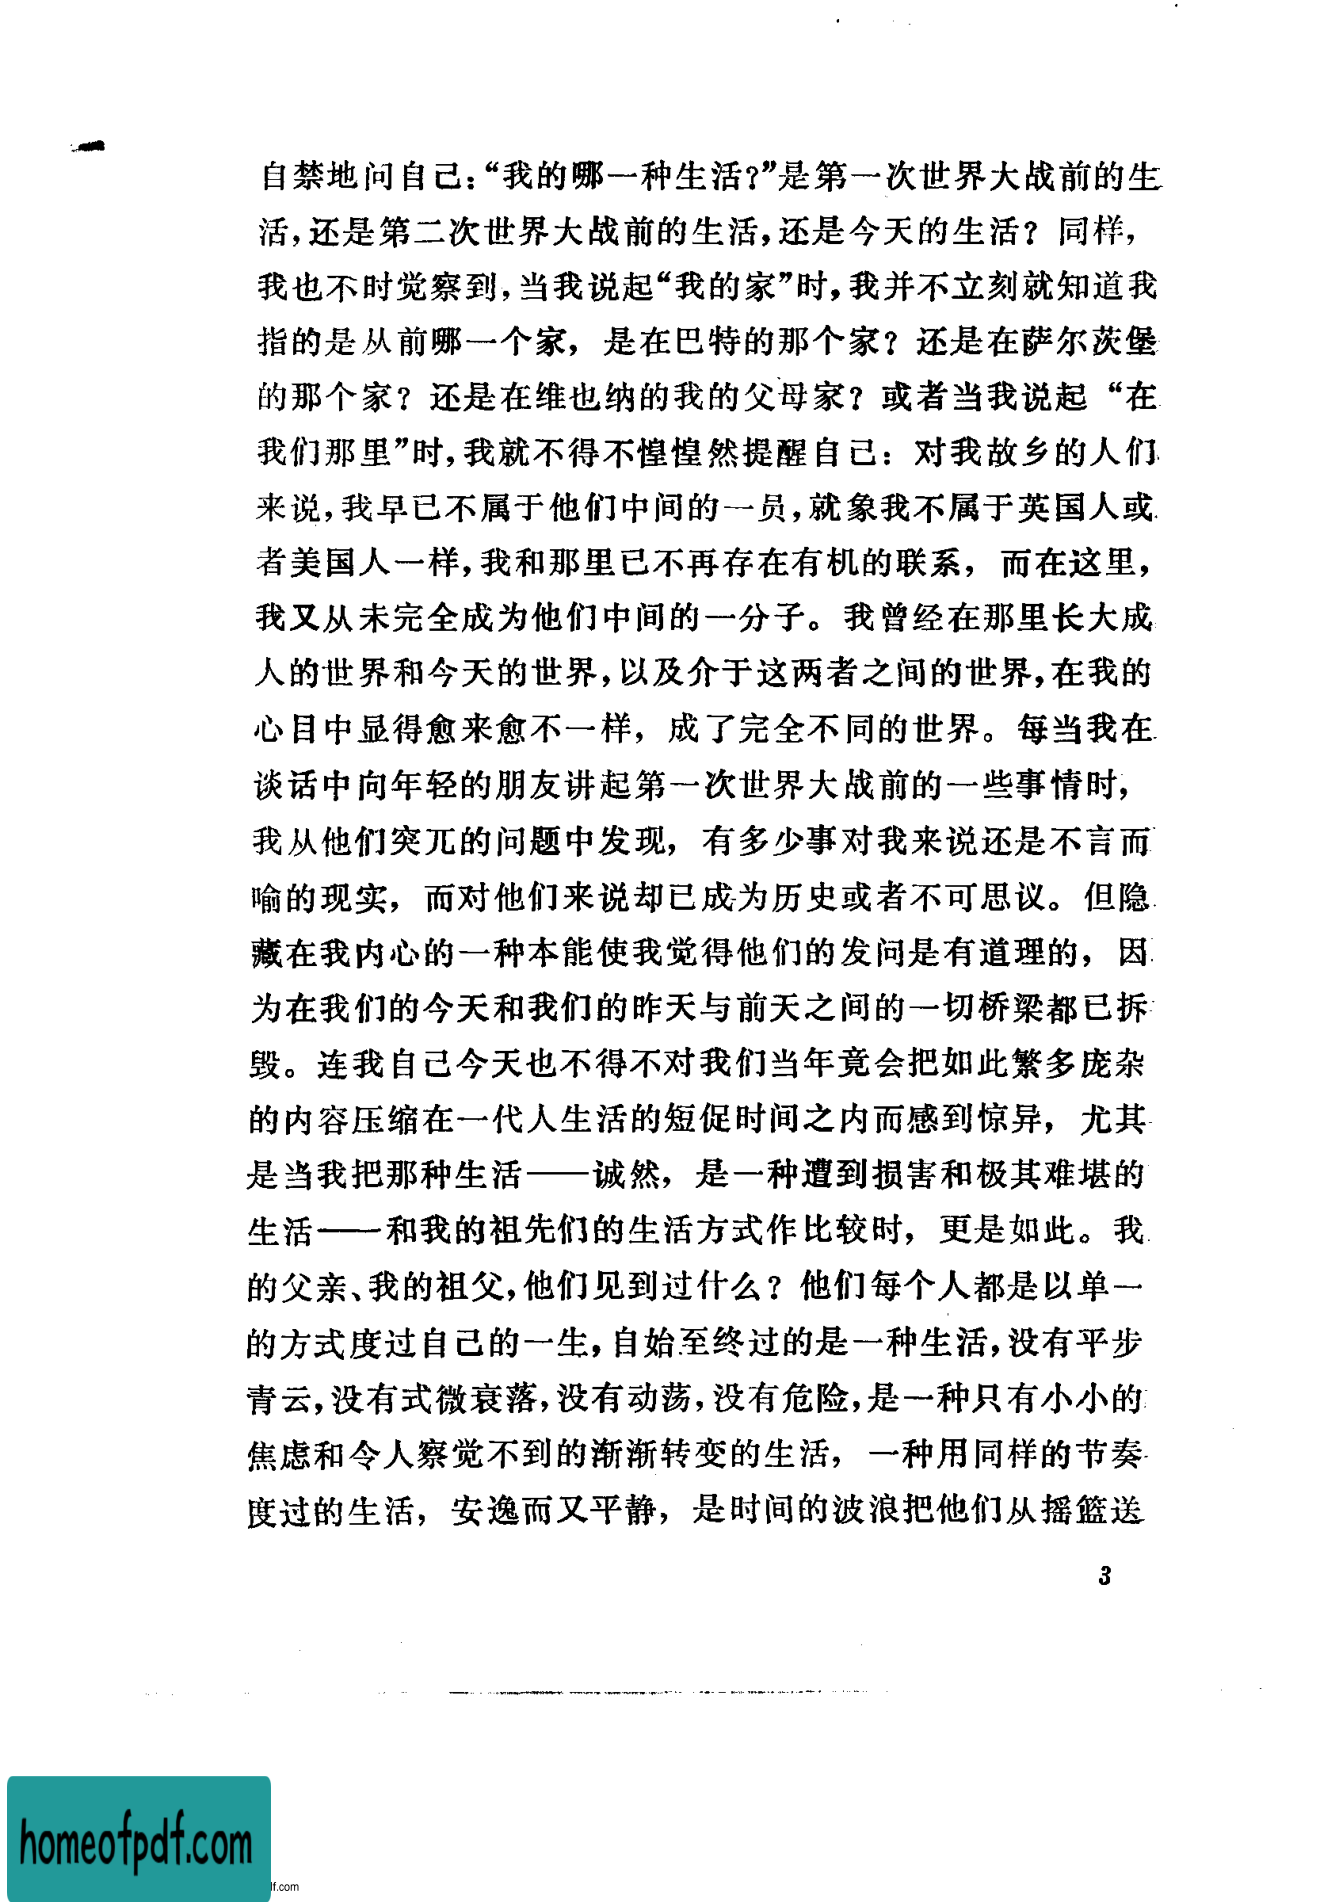 自禁地问自己：“我的哪一种生活？”是第一次世界大战前的生
活，还是第二次世界大战前的生活，还是今天的生活？同样，
我也不时觉察到，当我说起“我的家”时，我并不立刻就知道我
指的是从前哪一个家，是在巴特的那个家？还是在萨尔茨堡
的那个家？还是在维也纳的我的父母家？或者当我说起“在
我们那里”时，我就不得不惶惶然提醒自己：对我故乡的人们
来说，我早已不属于他们中间的一员，就象我不属于英国人或
者美国人一样，我和那里已不再存在有机的联系，而在这里，
我又从未完全成为他们中间的一分子。我曾经在那里长大成
人的世界和今天的世界，以及介于这两者之间的世界，在我的
心目中显得愈来愈不一样，成了完全不同的世界。每当我在
谈话中向年轻的朋友讲起第一次世界大战前的一些事情时，
我从他们突兀的问题中发现，有多少事对我来说还是不言而
喻的现实，而对他们来说却已成为历史或者不可思议。但隐
藏在我内心的一种本能使我觉得他们的发问是有道理的，因
为在我们的今天和我们的昨天与前天之间的一切桥梁都已拆
毁。连我自己今天也不得不对我们当年竟会把如此繁多庞杂
的内容压缩在一代人生活的短促时间之内而感到惊异，尤其
是当我把那种生活——诚然，是一种遭到损害和极其难堪的
生活——和我的祖先们的生活方式作比较时，更是如此。我
的父亲、我的祖父，他们见到过什么？他们每个人都是以单一
的方式度过自己的一生，自始至终过的是一种生活，没有平步
青云，没有式微衰落，没有动荡，没有危险，是一种只有小小的
焦虑和令人察觉不到的渐渐转变的生活，一种用同样的节奏
度过的生活，安逸而又平静，是时间的波浪把他们从摇篮送
3
homeofpdf.com
lf.com